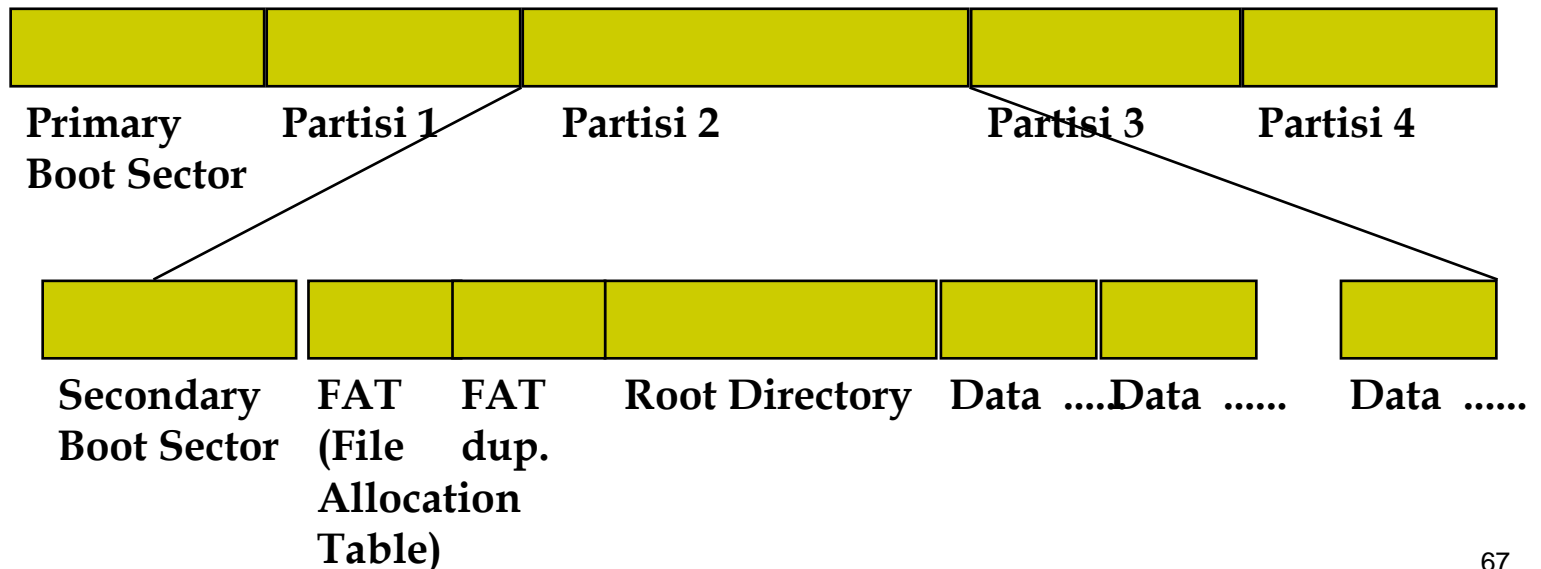 Primary Boot Sector
Partisi 1
Partisi 2
Partisi 3
Partisi 4
Secondary Boot Sector
FAT (File Allocation Table)
FAT dup.
Root Directory
Data ......
Data ......
Data ......
67